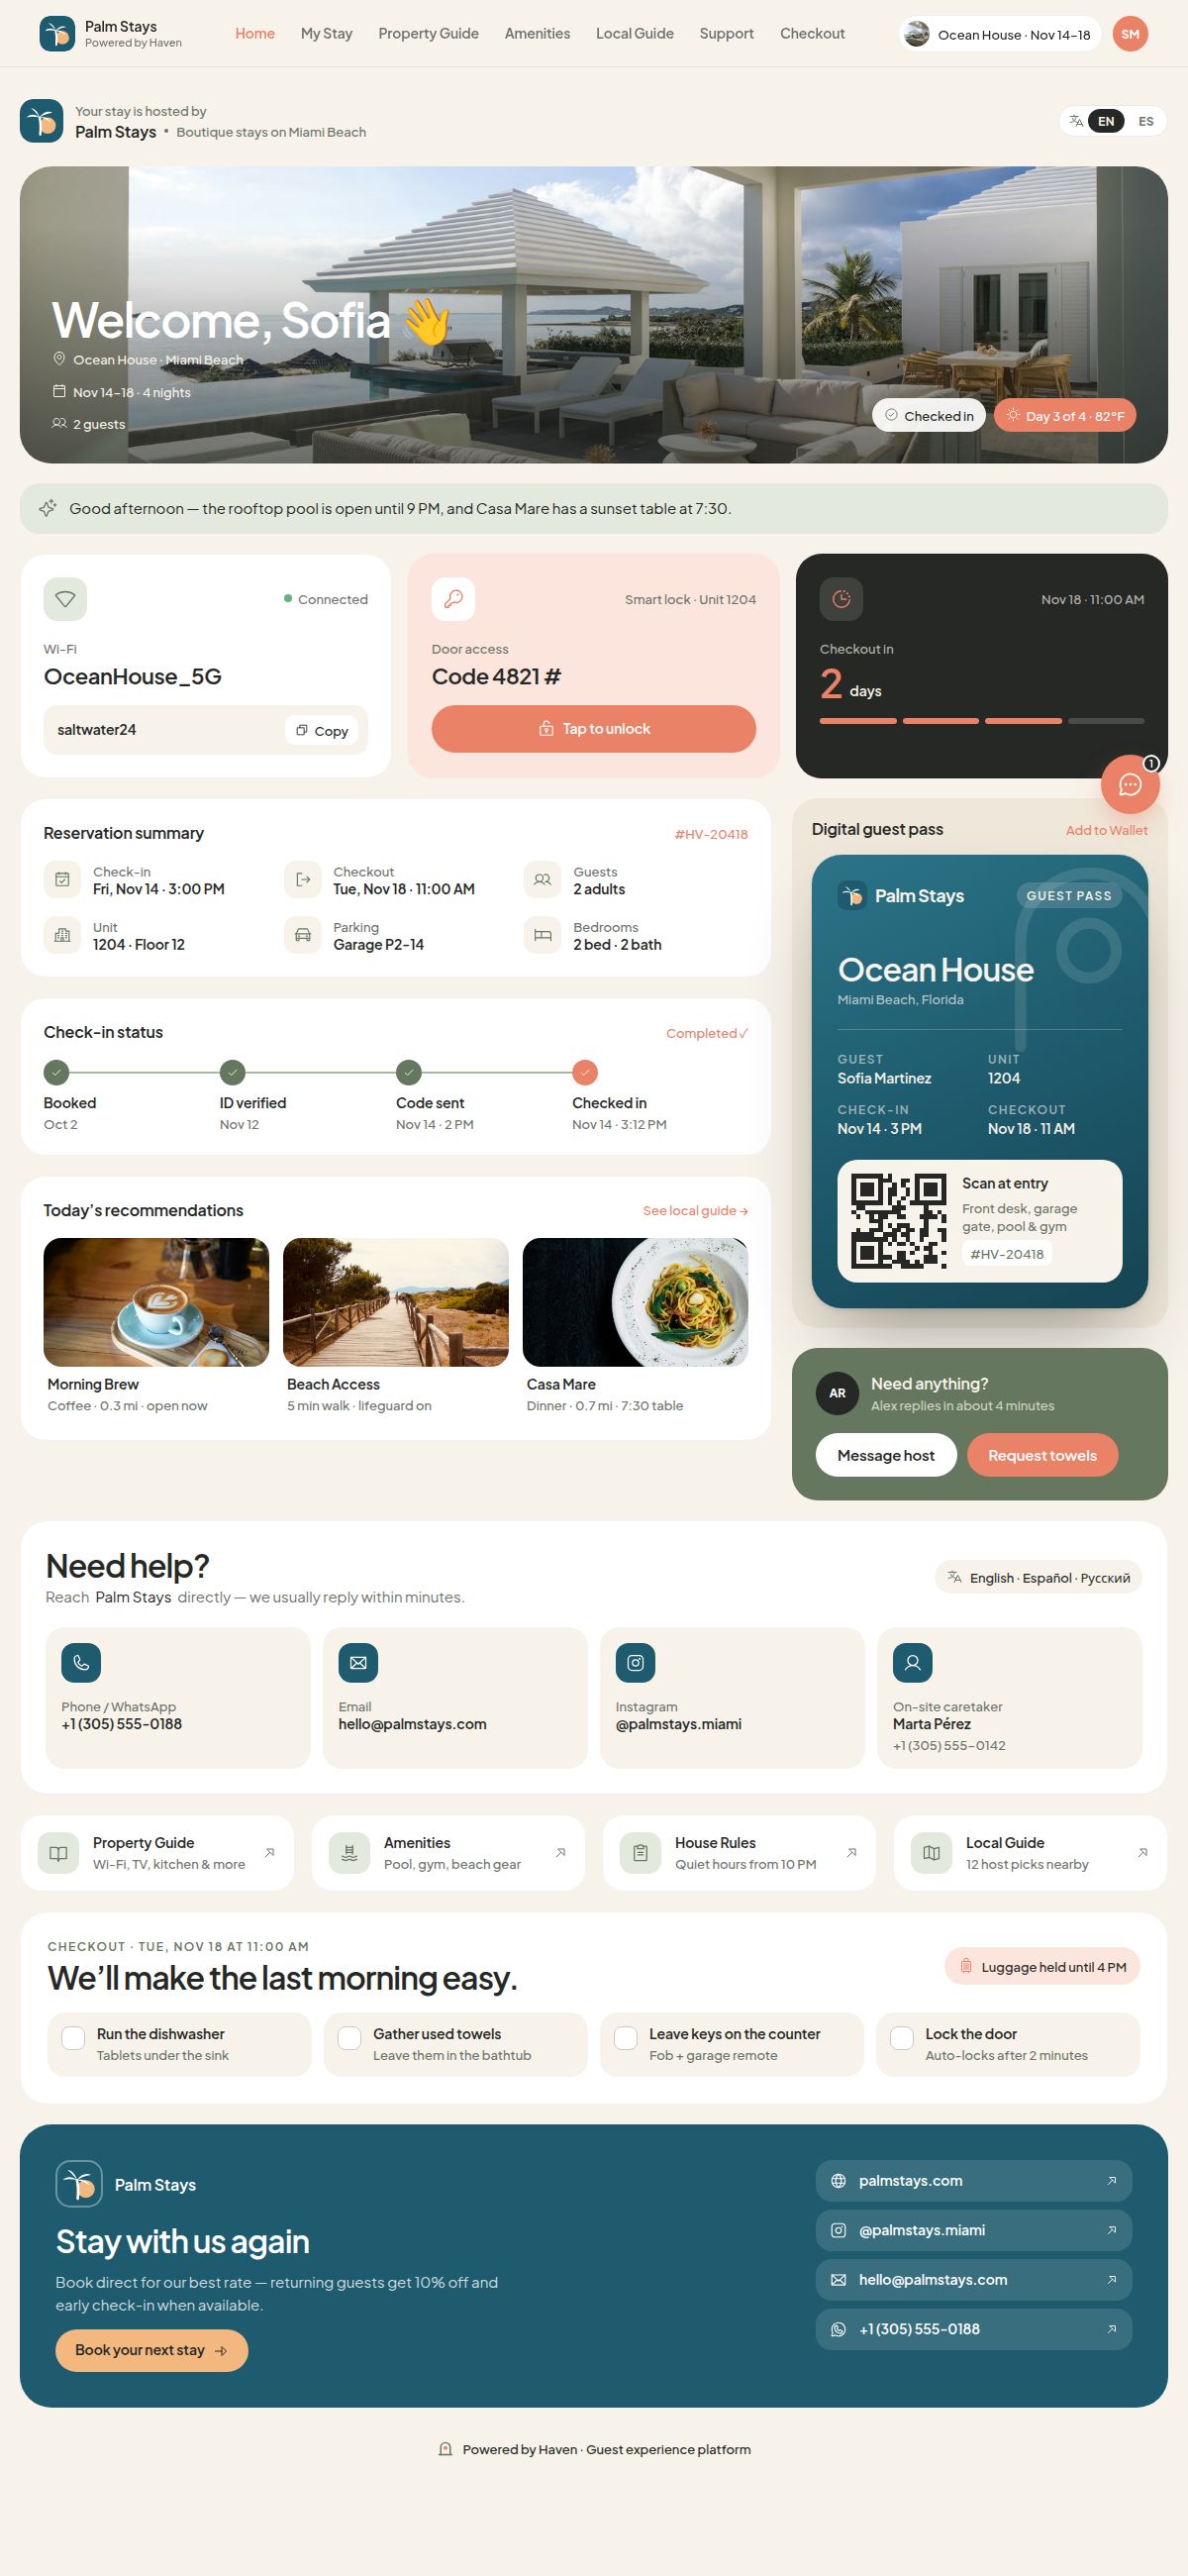 Palm Stays
Powered by Haven
Home
My Stay
Property Guide
Amenities
Local Guide
Support
Checkout
Ocean House · Nov 14–18
SM
Your stay is hosted by
Palm Stays • Boutique stays on Miami Beach
EN
ES
Welcome, Sofia 👋
Ocean House · Miami Beach
Nov 14–18 · 4 nights
2 guests
Checked in
Day 3 of 4 · 82°F
Good afternoon — the rooftop pool is open until 9 PM, and Casa Mare has a sunset table at 7:30.
Connected
Wi-Fi
OceanHouse_5G
saltwater24
Copy
Smart lock · Unit 1204
Door access
Code 4821 #
Tap to unlock
Nov 18 · 11:00 AM
Checkout in
2 days
1
Reservation summary
#HV-20418
Check-in
Fri, Nov 14 · 3:00 PM
Checkout
Tue, Nov 18 · 11:00 AM
Guests
2 adults
Unit
1204 · Floor 12
Parking
Garage P2-14
Bedrooms
2 bed · 2 bath
Check-in status
Completed ✓
Booked
Oct 2
ID verified
Nov 12
Code sent
Nov 14 · 2 PM
Checked in
Nov 14 · 3:12 PM
Today’s recommendations
See local guide →
Morning Brew
Coffee · 0.3 mi · open now
Beach Access
5 min walk · lifeguard on
Casa Mare
Dinner · 0.7 mi · 7:30 table
Digital guest pass
Add to Wallet
Palm Stays
GUEST PASS
Ocean House
Miami Beach, Florida
GUEST
Sofia Martinez
UNIT
1204
CHECK-IN
Nov 14 · 3 PM
CHECKOUT
Nov 18 · 11 AM
Scan at entry
Front desk, garage
gate, pool & gym
#HV-20418
AR
Need anything?
Alex replies in about 4 minutes
Message host
Request towels
Need help?
Reach Palm Stays directly — we usually reply within minutes.
English · Español · Русский
Phone / WhatsApp
+1 (305) 555-0188
Email
hello@palmstays.com
Instagram
@palmstays.miami
On-site caretaker
Marta Pérez
+1 (305) 555-0142
Property Guide
Wi-Fi, TV, kitchen & more
Amenities
Pool, gym, beach gear
House Rules
Quiet hours from 10 PM
Local Guide
12 host picks nearby
CHECKOUT · TUE, NOV 18 AT 11:00 AM
We’ll make the last morning easy.
Luggage held until 4 PM
Run the dishwasher
Tablets under the sink
Gather used towels
Leave them in the bathtub
Leave keys on the counter
Fob + garage remote
Lock the door
Auto-locks after 2 minutes
Palm Stays
Stay with us again
Book direct for our best rate — returning guests get 10% off and
early check-in when available.
Book your next stay →
palmstays.com
@palmstays.miami
hello@palmstays.com
+1 (305) 555-0188
Powered by Haven · Guest experience platform